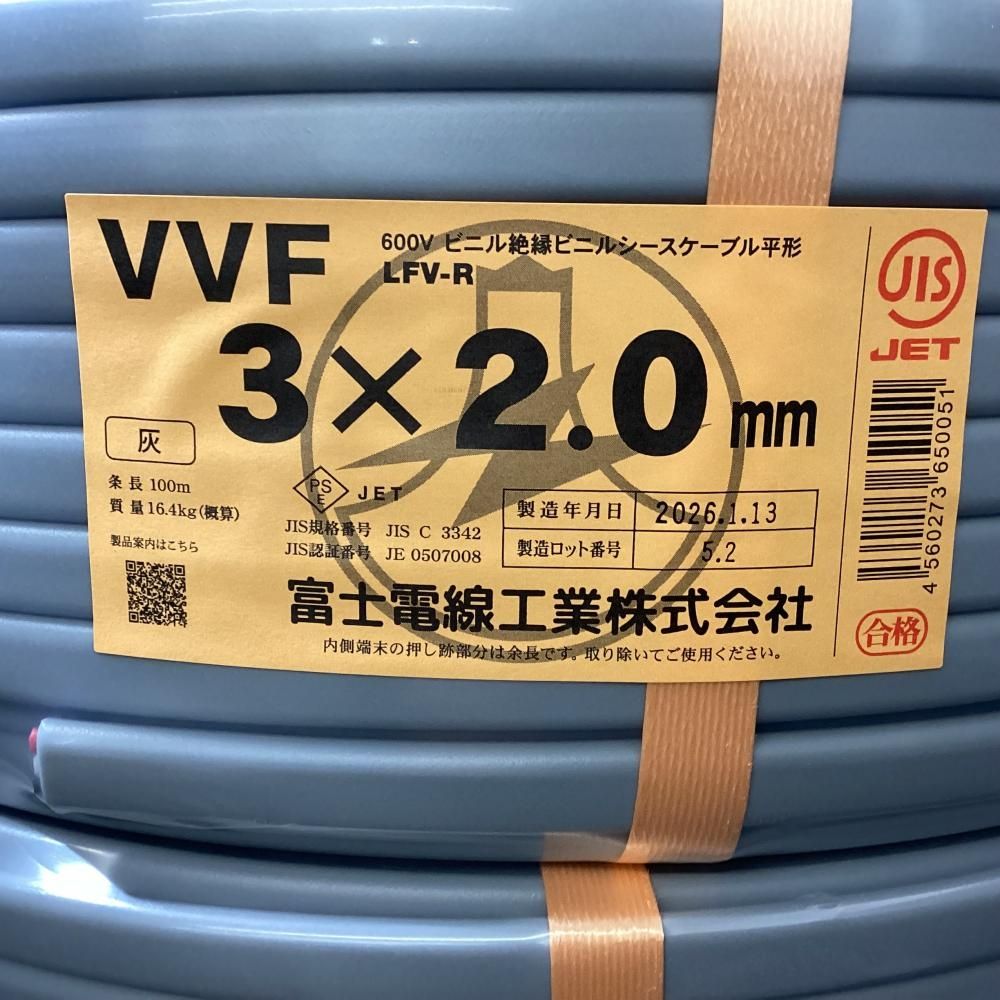 VVF
600V ビニル絶縁ビニルシースケーブル平形
LFV-R
3×2.0mm
灰
条長 100m
質量 16.4kg(概算)
製品案内はこちら
PS
E
JET
JIS規格番号 JIS C 3342
JIS認証番号 JE 0507008
製造年月日 2026.1.13
製造ロット番号 5.2
富士電線工業株式会社
内側端末の押し跡部分は余長です。取り除いてご使用ください。
JIS
JET
4 560273 650051
合格